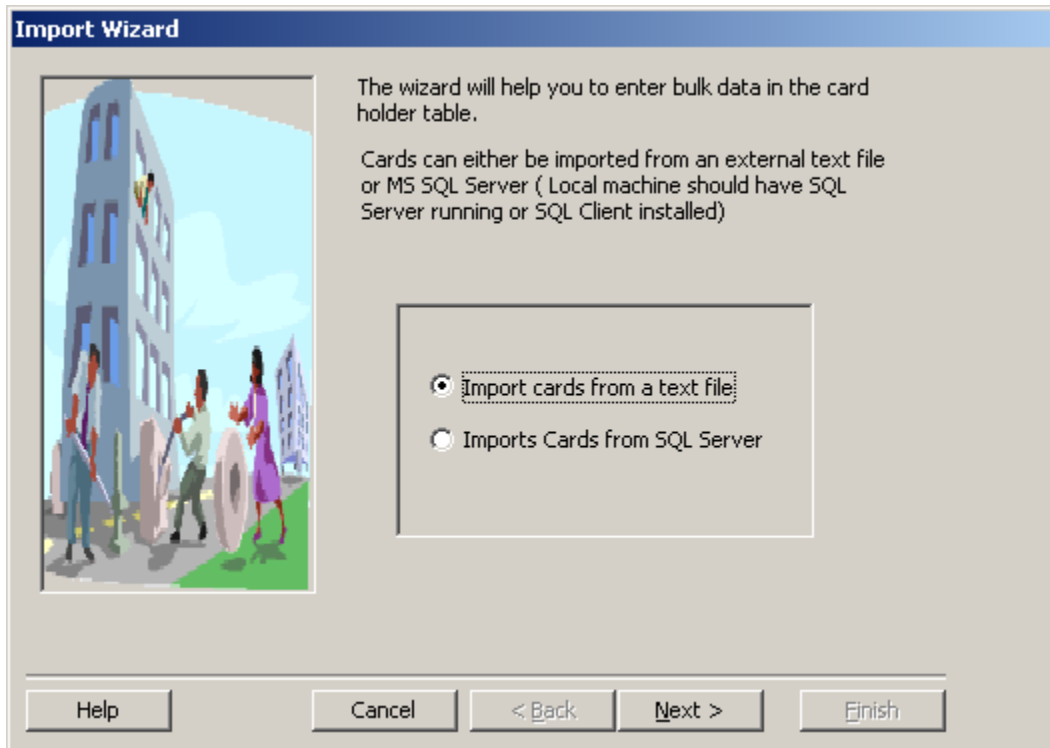 Import Wizard
The wizard will help you to enter bulk data in the card
holder table.
Cards can either be imported from an external text file
or MS SQL Server ( Local machine should have SQL
Server running or SQL Client installed)
Import cards from a text file
Imports Cards from SQL Server
Help
Cancel
< Back
Next >
Finish